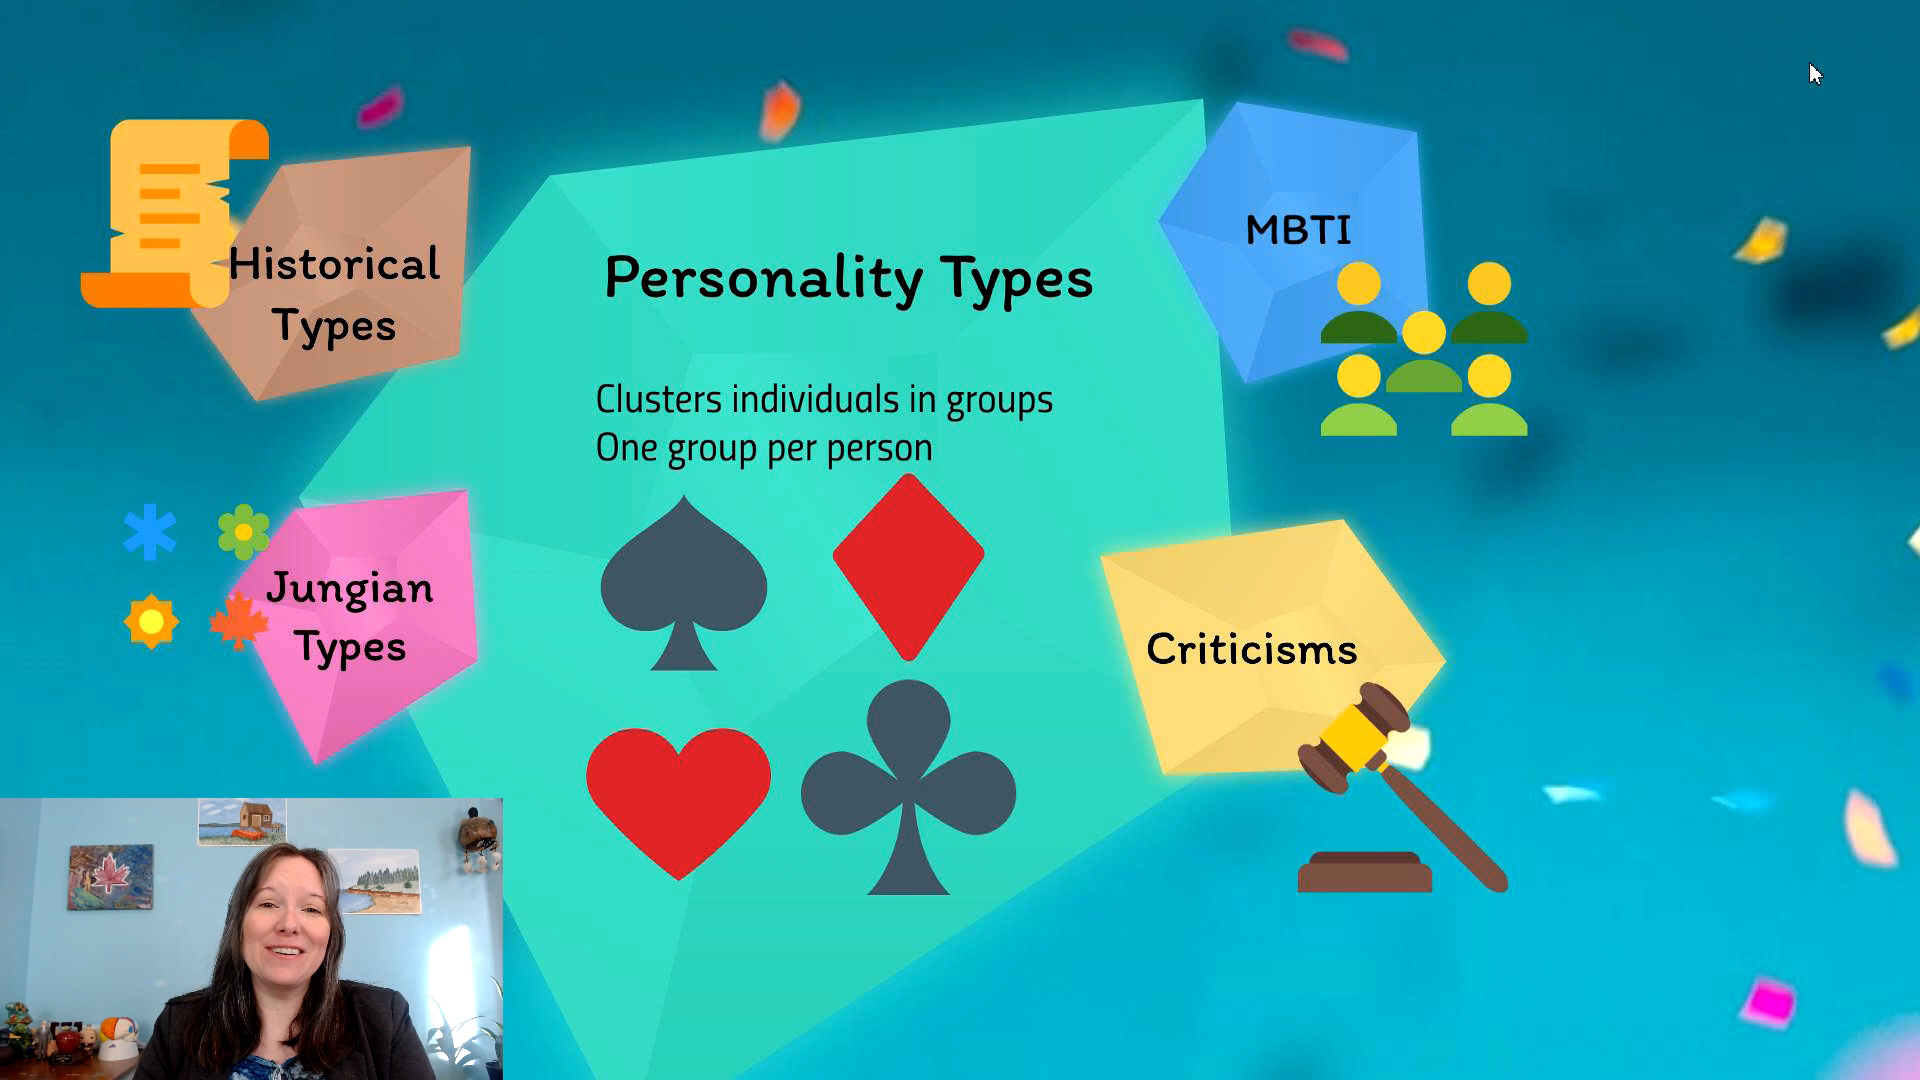 Personality Types
Clusters individuals in groups
One group per person
Historical
Types
Jungian
Types
MBTI
Criticisms